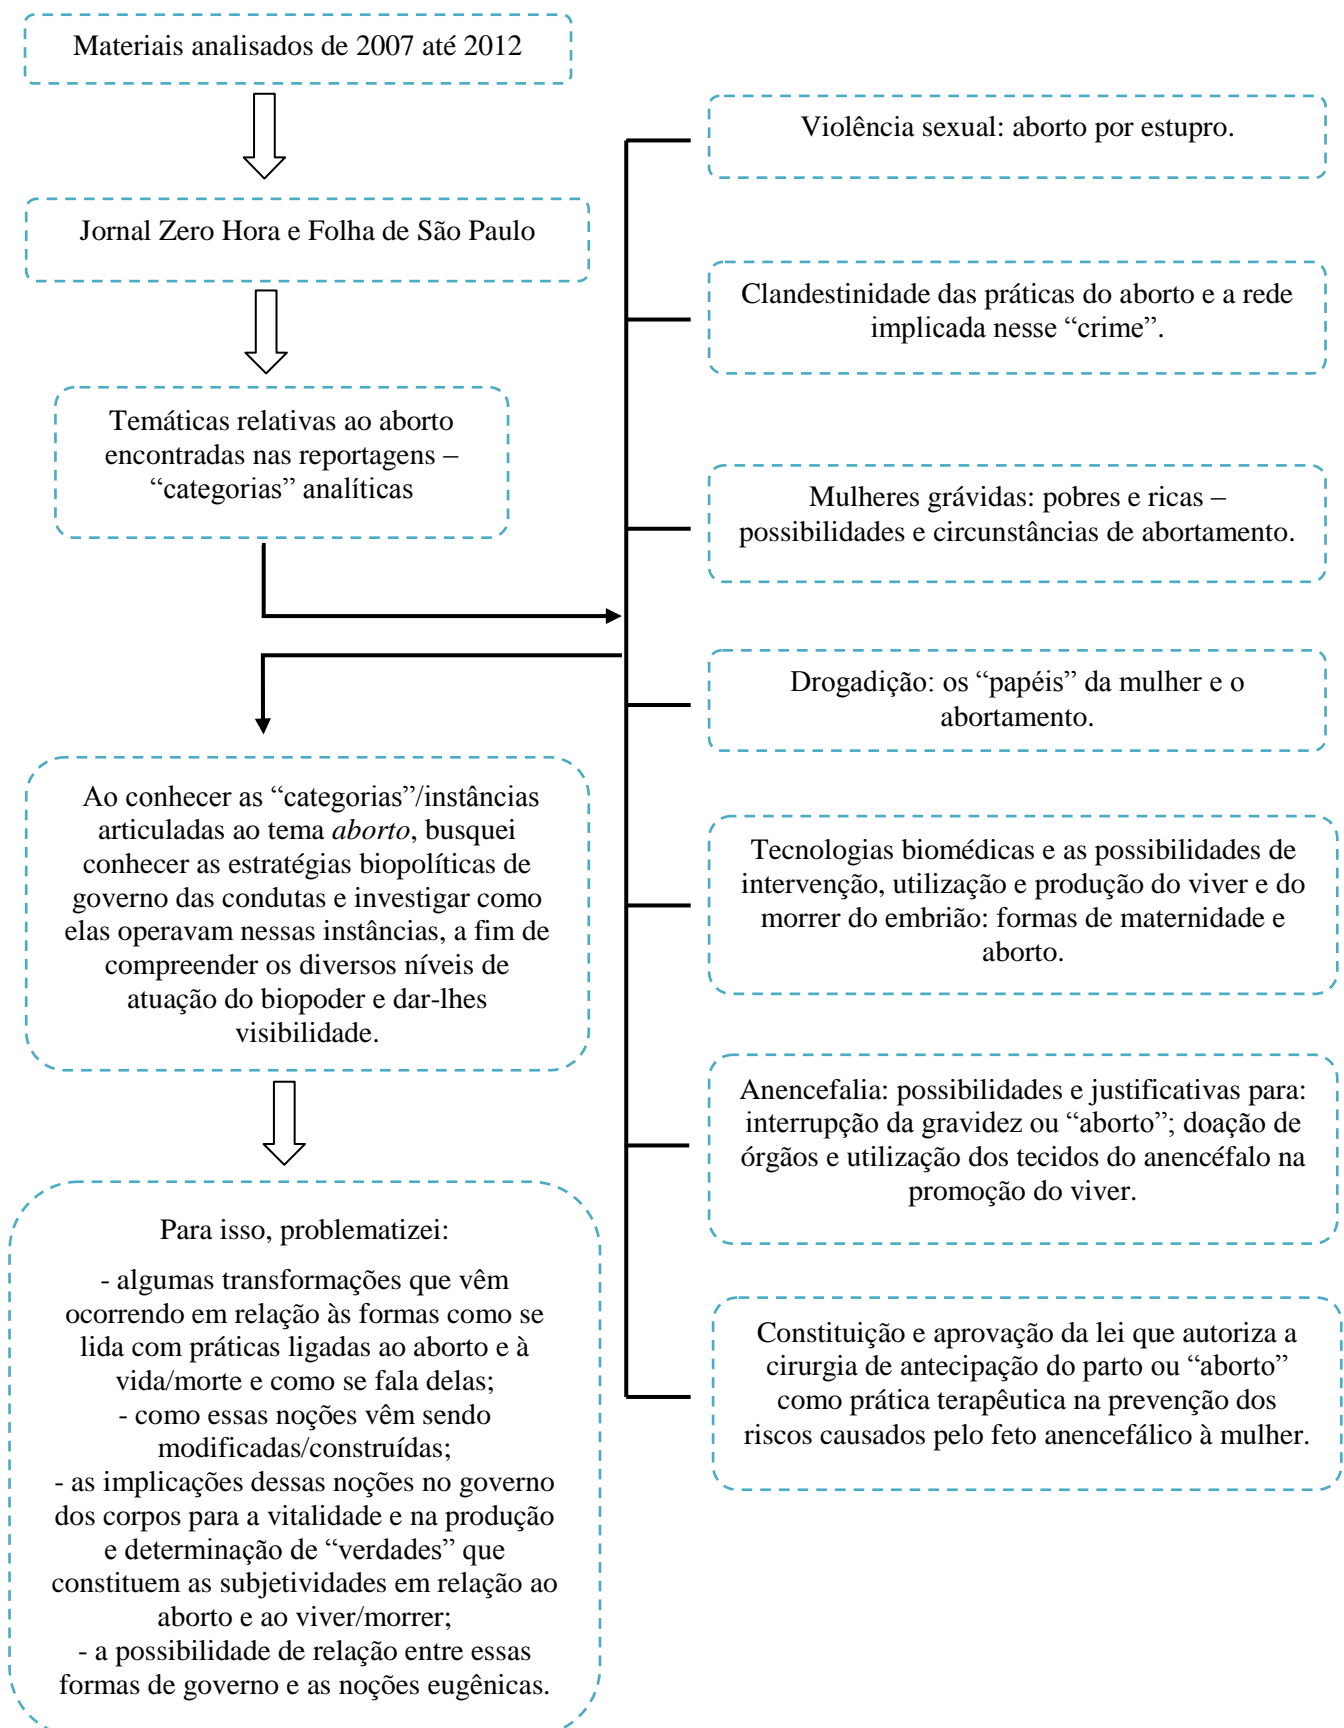 Materiais analisados de 2007 até 2012
Jornal Zero Hora e Folha de São Paulo
Temáticas relativas ao aborto
encontradas nas reportagens –
“categorias” analíticas
Violência sexual: aborto por estupro.
Clandestinidade das práticas do aborto e a rede
implicada nesse “crime”.
Mulheres grávidas: pobres e ricas –
possibilidades e circunstâncias de abortamento.
Drogadição: os “papéis” da mulher e o
abortamento.
Tecnologias biomédicas e as possibilidades de
intervenção, utilização e produção do viver e do
morrer do embrião: formas de maternidade e
aborto.
Anencefalia: possibilidades e justificativas para:
interrupção da gravidez ou “aborto”; doação de
órgãos e utilização dos tecidos do anencéfalo na
promoção do viver.
Constituição e aprovação da lei que autoriza a
cirurgia de antecipação do parto ou “aborto”
como prática terapêutica na prevenção dos
riscos causados pelo feto anencefálico à mulher.
Ao conhecer as “categorias”/instâncias
articuladas ao tema aborto, busquei
conhecer as estratégias biopolíticas de
governo das condutas e investigar como
elas operavam nessas instâncias, a fim de
compreender os diversos níveis de
atuação do biopoder e dar-lhes
visibilidade.
Para isso, problematizei:
- algumas transformações que vêm
ocorrendo em relação às formas como se
lida com práticas ligadas ao aborto e à
vida/morte e como se fala delas;
- como essas noções vêm sendo
modificadas/construídas;
- as implicações dessas noções no governo
dos corpos para a vitalidade e na produção
e determinação de “verdades” que
constituem as subjetividades em relação ao
aborto e ao viver/morrer;
- a possibilidade de relação entre essas
formas de governo e as noções eugênicas.